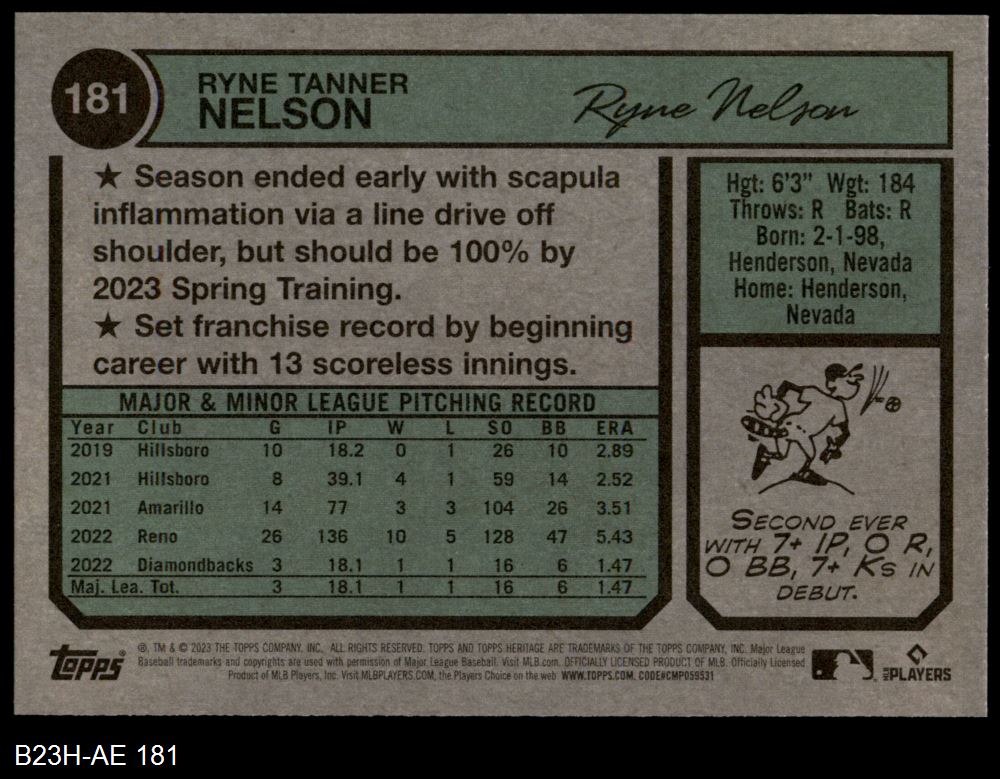 181
RYNE TANNER
NELSON
Ryne Nelson
★ Season ended early with scapula
inflammation via a line drive off
shoulder, but should be 100% by
2023 Spring Training.
★ Set franchise record by beginning
career with 13 scoreless innings.
Hgt: 6'3" Wgt: 184
Throws: R Bats: R
Born: 2-1-98,
Henderson, Nevada
Home: Henderson,
Nevada
MAJOR & MINOR LEAGUE PITCHING RECORD
Year Club G IP W L SO BB ERA
2019 Hillsboro 10 18.2 0 1 26 10 2.89
2021 Hillsboro 8 39.1 4 1 59 14 2.52
2021 Amarillo 14 77 3 3 104 26 3.51
2022 Reno 26 136 10 5 128 47 5.43
2022 Diamondbacks 3 18.1 1 1 16 6 1.47
Maj. Lea. Tot. 3 18.1 1 1 16 6 1.47
SECOND EVER
WITH 7+ IP, 0 R,
0 BB, 7+ Ks IN
DEBUT.
topps
®, TM & © 2023 THE TOPPS COMPANY, INC. ALL RIGHTS RESERVED. TOPPS AND TOPPS HERITAGE ARE TRADEMARKS OF THE TOPPS COMPANY, INC. Major League
Baseball trademarks and copyrights are used with permission of Major League Baseball. Visit MLB.com. OFFICIALLY LICENSED PRODUCT OF MLB. Officially Licensed
Product of MLB Players, Inc. Visit MLBPLAYERS.COM, the Players Choice on the web. WWW.TOPPS.COM. CODE#CMP059531
MLB PLAYERS
B23H-AE 181